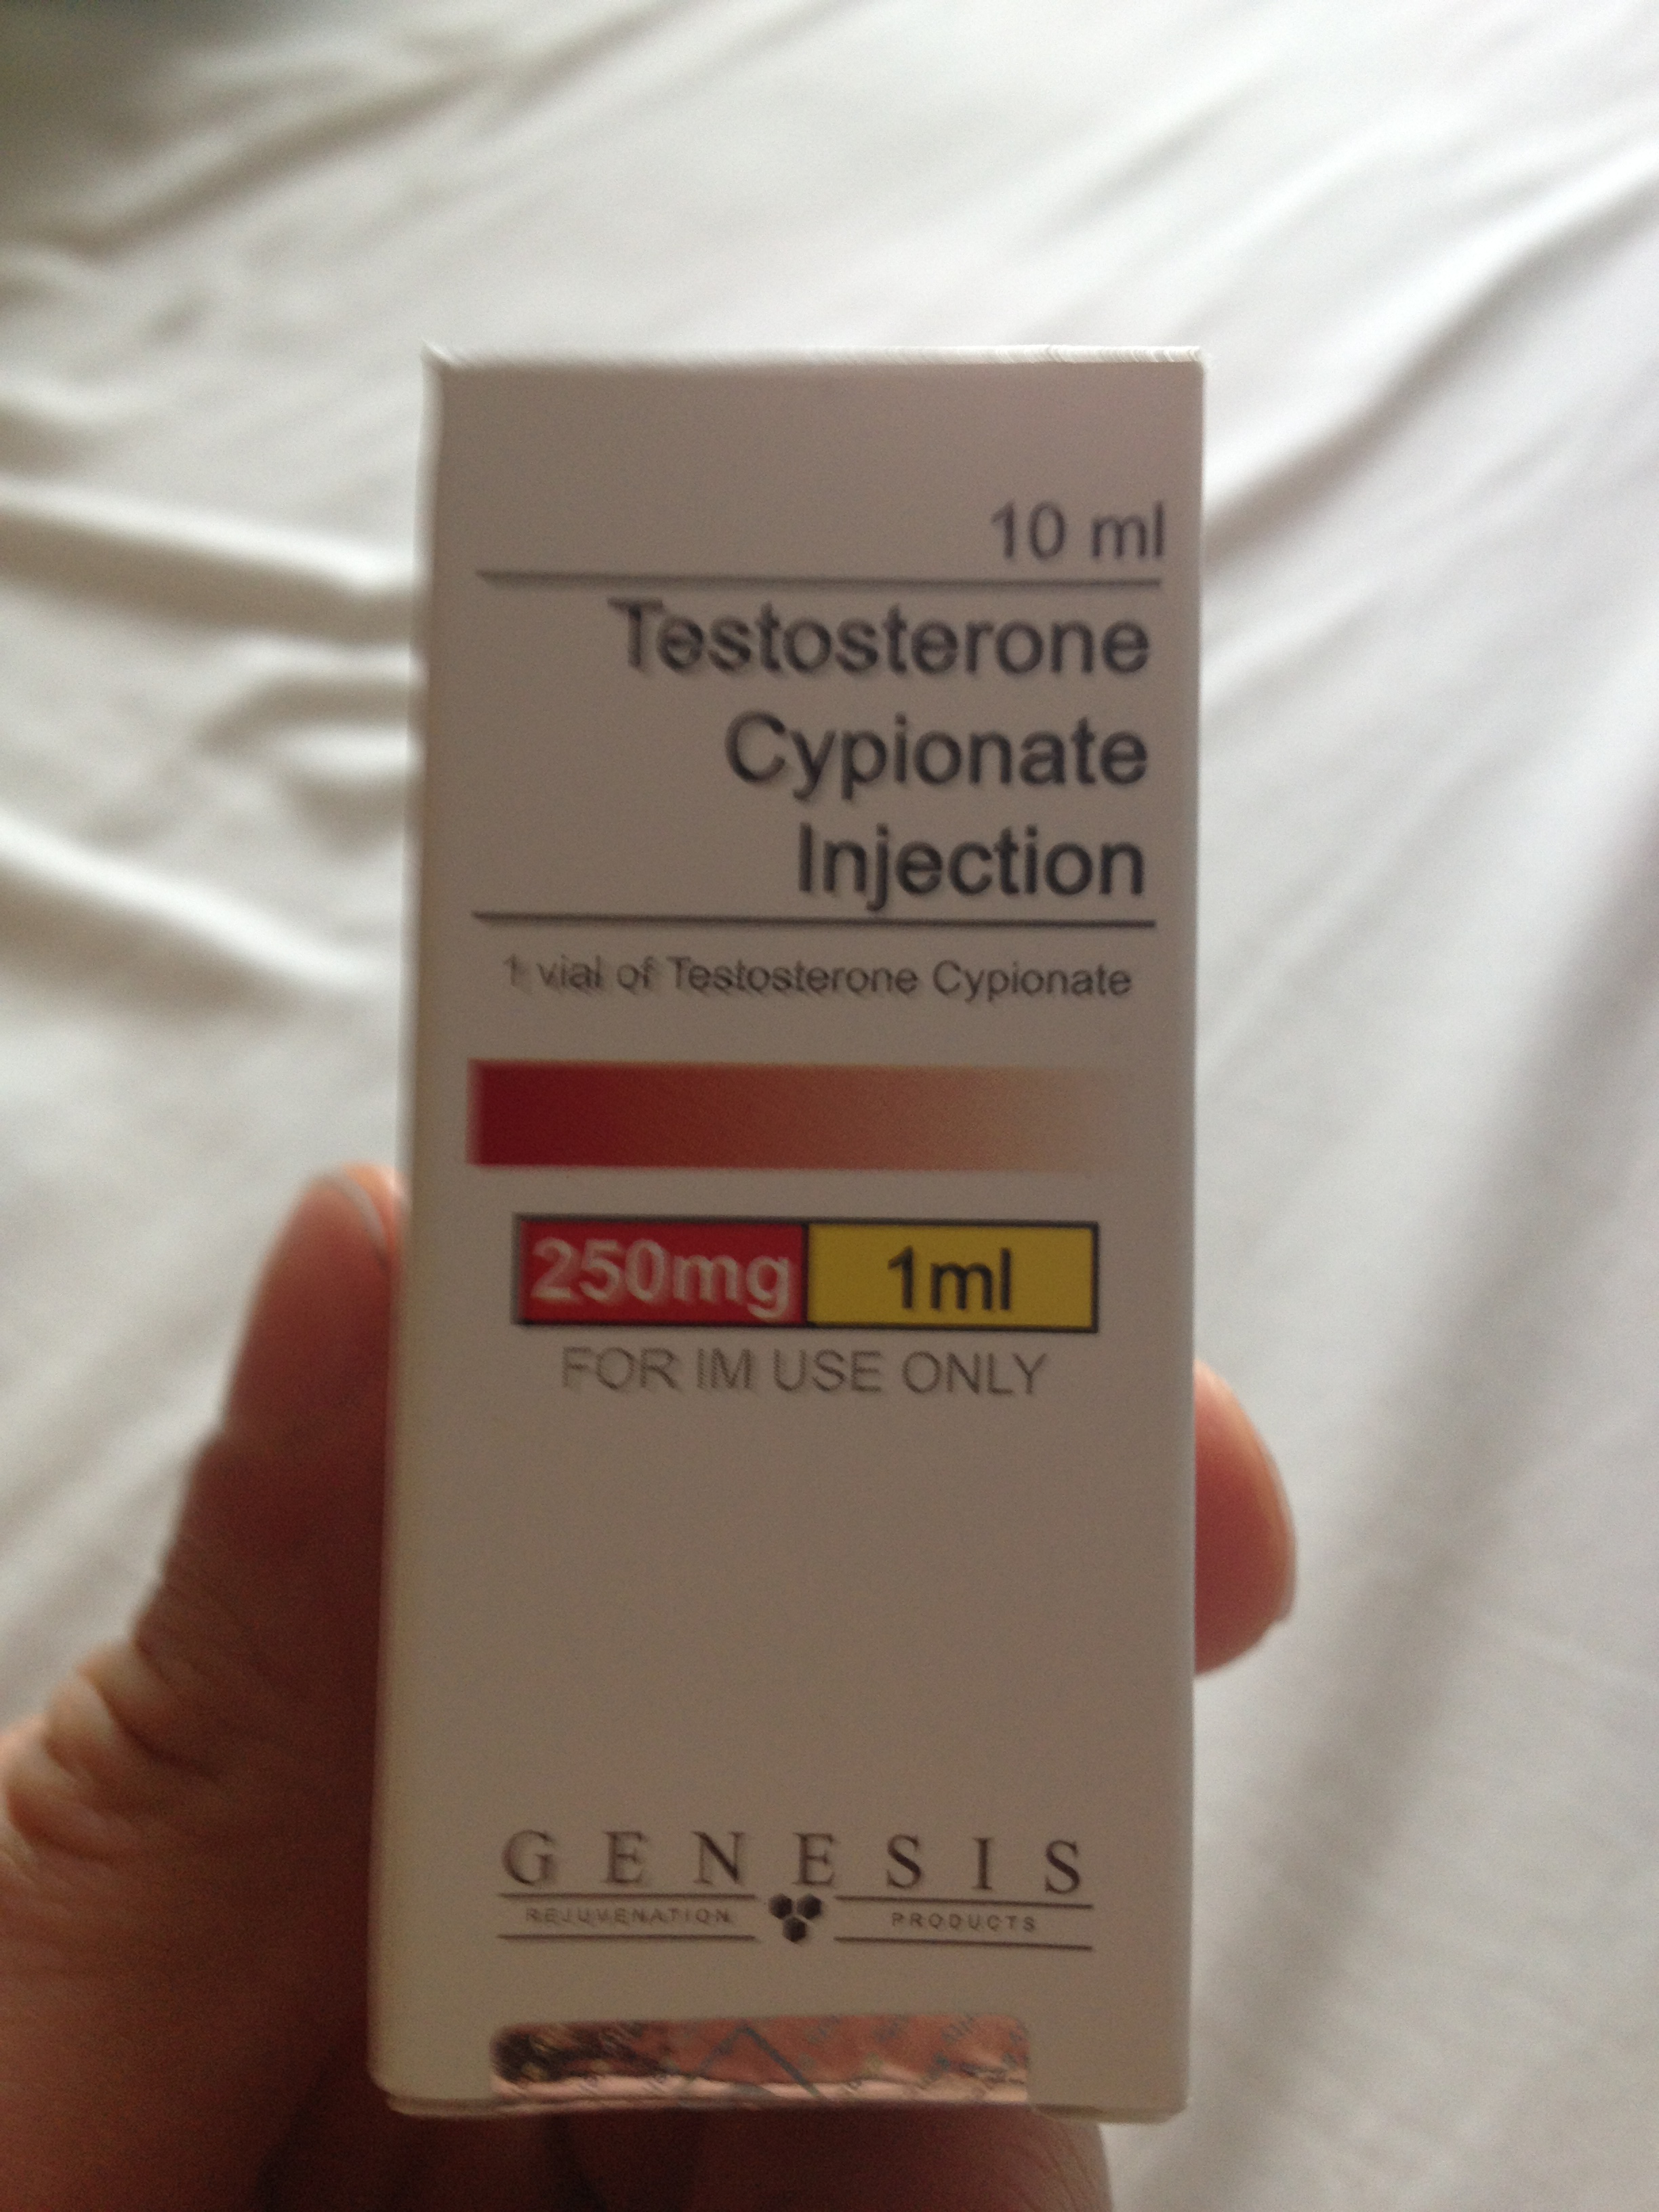 10 ml
Testosterone
Cypionate
Injection
1 vial of Testosterone Cypionate
250mg 1ml
FOR IM USE ONLY
GENESIS
REJUVENATION PRODUCTS